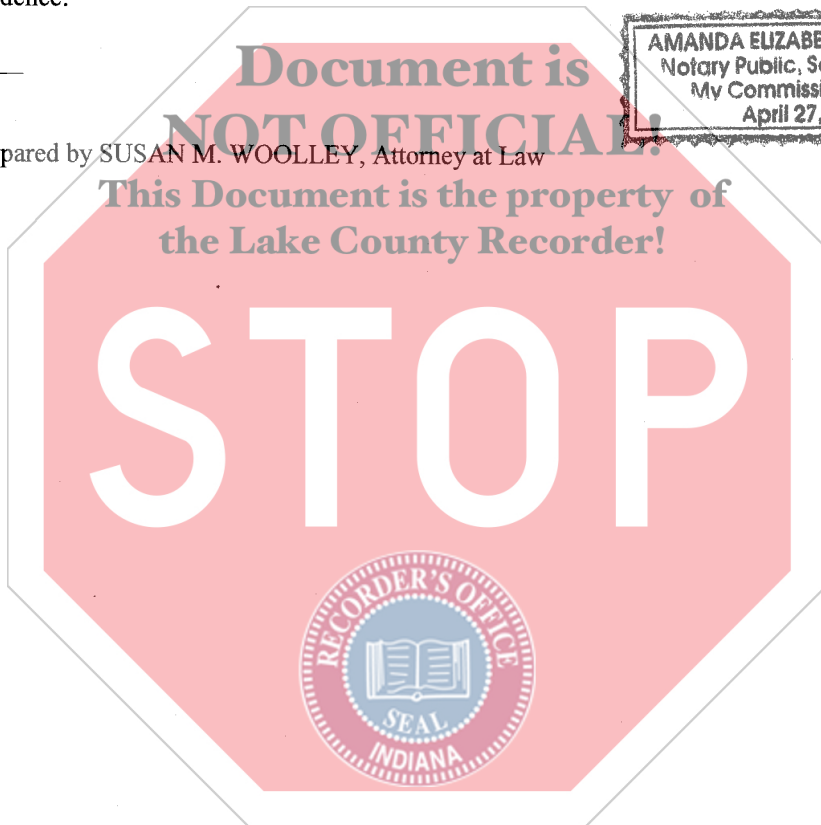 dence.
AMANDA ELIZABE
Notary Public, S
My Commissi
April 27,
Document is
NOT OFFICIAL!
pared by SUSAN M. WOOLLEY, Attorney at Law
This Document is the property of
the Lake County Recorder!
STOP
RECORDER'S OFFICE
SEAL
INDIANA